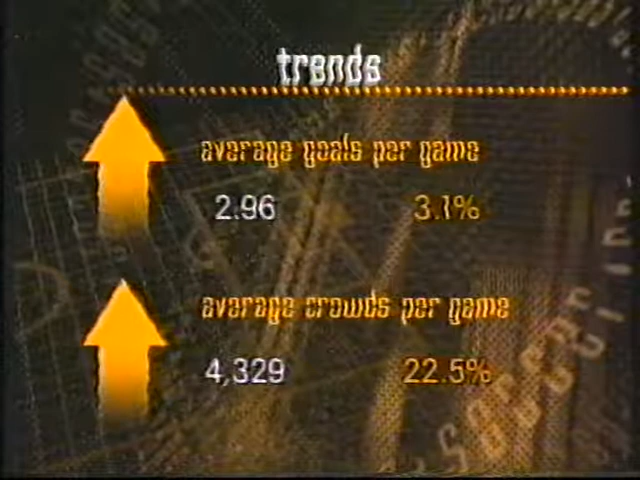 trends
average goals per game
2.96 3.1%
average crowds per game
4,329 22.5%